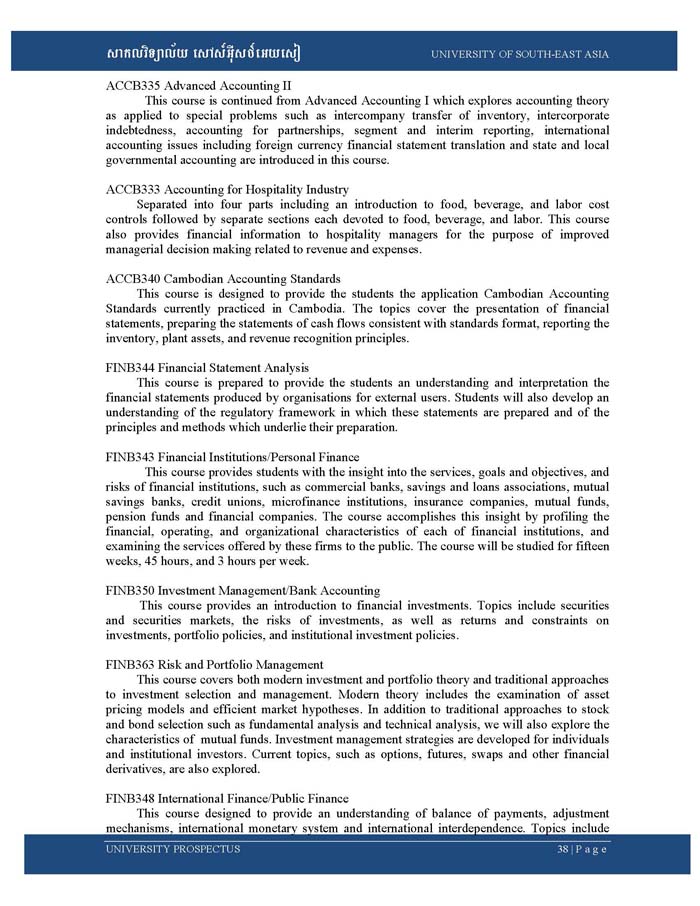 សាកលវិទ្យាល័យ សៅស៍អ៊ីសថ៍អេយសៀ UNIVERSITY OF SOUTH-EAST ASIA
ACCB335 Advanced Accounting II
This course is continued from Advanced Accounting I which explores accounting theory
as applied to special problems such as intercompany transfer of inventory, intercorporate
indebtedness, accounting for partnerships, segment and interim reporting, international
accounting issues including foreign currency financial statement translation and state and local
governmental accounting are introduced in this course.
ACCB333 Accounting for Hospitality Industry
Separated into four parts including an introduction to food, beverage, and labor cost
controls followed by separate sections each devoted to food, beverage, and labor. This course
also provides financial information to hospitality managers for the purpose of improved
managerial decision making related to revenue and expenses.
ACCB340 Cambodian Accounting Standards
This course is designed to provide the students the application Cambodian Accounting
Standards currently practiced in Cambodia. The topics cover the presentation of financial
statements, preparing the statements of cash flows consistent with standards format, reporting the
inventory, plant assets, and revenue recognition principles.
FINB344 Financial Statement Analysis
This course is prepared to provide the students an understanding and interpretation the
financial statements produced by organisations for external users. Students will also develop an
understanding of the regulatory framework in which these statements are prepared and of the
principles and methods which underlie their preparation.
FINB343 Financial Institutions/Personal Finance
This course provides students with the insight into the services, goals and objectives, and
risks of financial institutions, such as commercial banks, savings and loans associations, mutual
savings banks, credit unions, microfinance institutions, insurance companies, mutual funds,
pension funds and financial companies. The course accomplishes this insight by profiling the
financial, operating, and organizational characteristics of each of financial institutions, and
examining the services offered by these firms to the public. The course will be studied for fifteen
weeks, 45 hours, and 3 hours per week.
FINB350 Investment Management/Bank Accounting
This course provides an introduction to financial investments. Topics include securities
and securities markets, the risks of investments, as well as returns and constraints on
investments, portfolio policies, and institutional investment policies.
FINB363 Risk and Portfolio Management
This course covers both modern investment and portfolio theory and traditional approaches
to investment selection and management. Modern theory includes the examination of asset
pricing models and efficient market hypotheses. In addition to traditional approaches to stock
and bond selection such as fundamental analysis and technical analysis, we will also explore the
characteristics of mutual funds. Investment management strategies are developed for individuals
and institutional investors. Current topics, such as options, futures, swaps and other financial
derivatives, are also explored.
FINB348 International Finance/Public Finance
This course designed to provide an understanding of balance of payments, adjustment
mechanisms, international monetary system and international interdependence. Topics include
UNIVERSITY PROSPECTUS 38 | P a g e